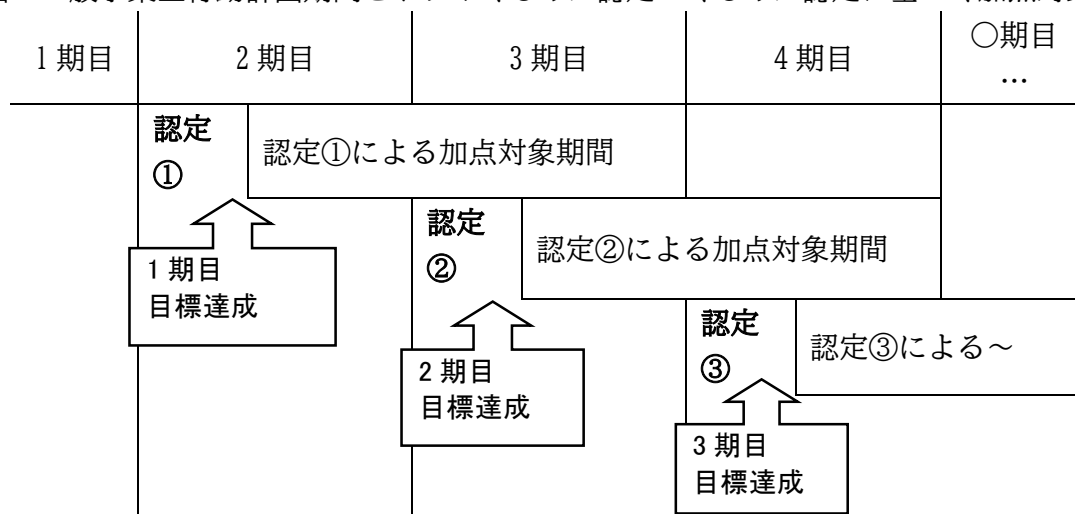 1期目
2期目
3期目
4期目
○期目
…
認定
①
認定①による加点対象期間
1期目
目標達成
認定
②
認定②による加点対象期間
2期目
目標達成
認定
③
認定③による～
3期目
目標達成